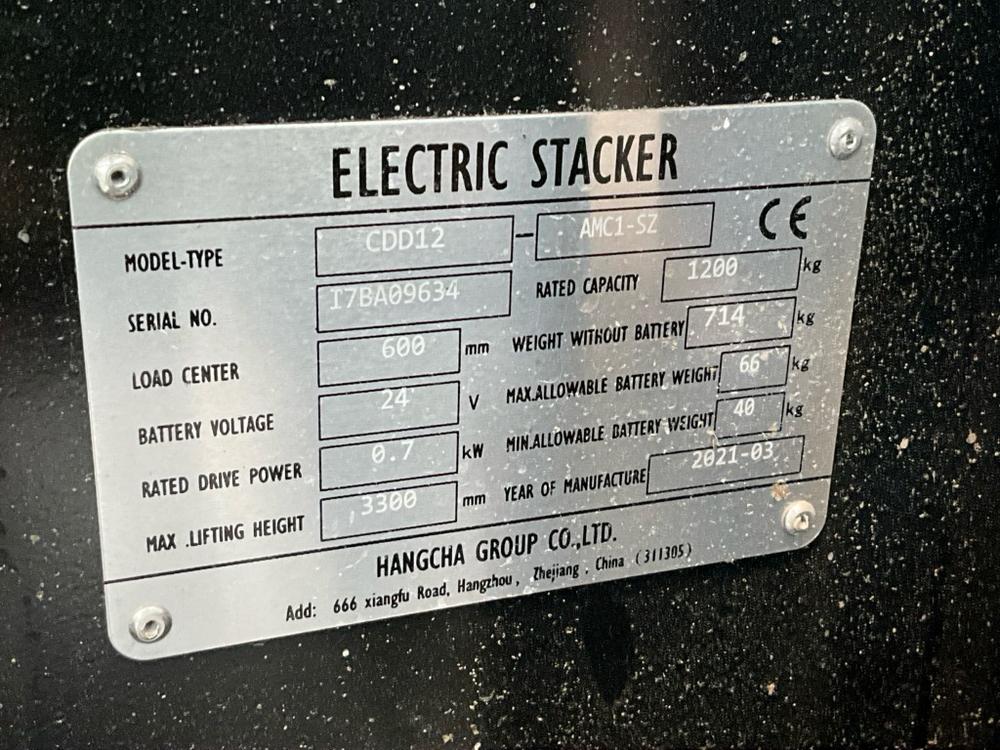 ELECTRIC STACKER
MODEL-TYPE CDD12 - AMC1-SZ CE
SERIAL NO. I7BA09634 RATED CAPACITY 1200 kg
LOAD CENTER 600 mm WEIGHT WITHOUT BATTERY 714 kg
BATTERY VOLTAGE 24 V MAX.ALLOWABLE BATTERY WEIGHT 66 kg
RATED DRIVE POWER 0.7 kW MIN.ALLOWABLE BATTERY WEIGHT 40 kg
MAX .LIFTING HEIGHT 3300 mm YEAR OF MANUFACTURE 2021-03
HANGCHA GROUP CO.,LTD.
Add: 666 xiangfu Road, Hangzhou, Zhejiang , China (311305)